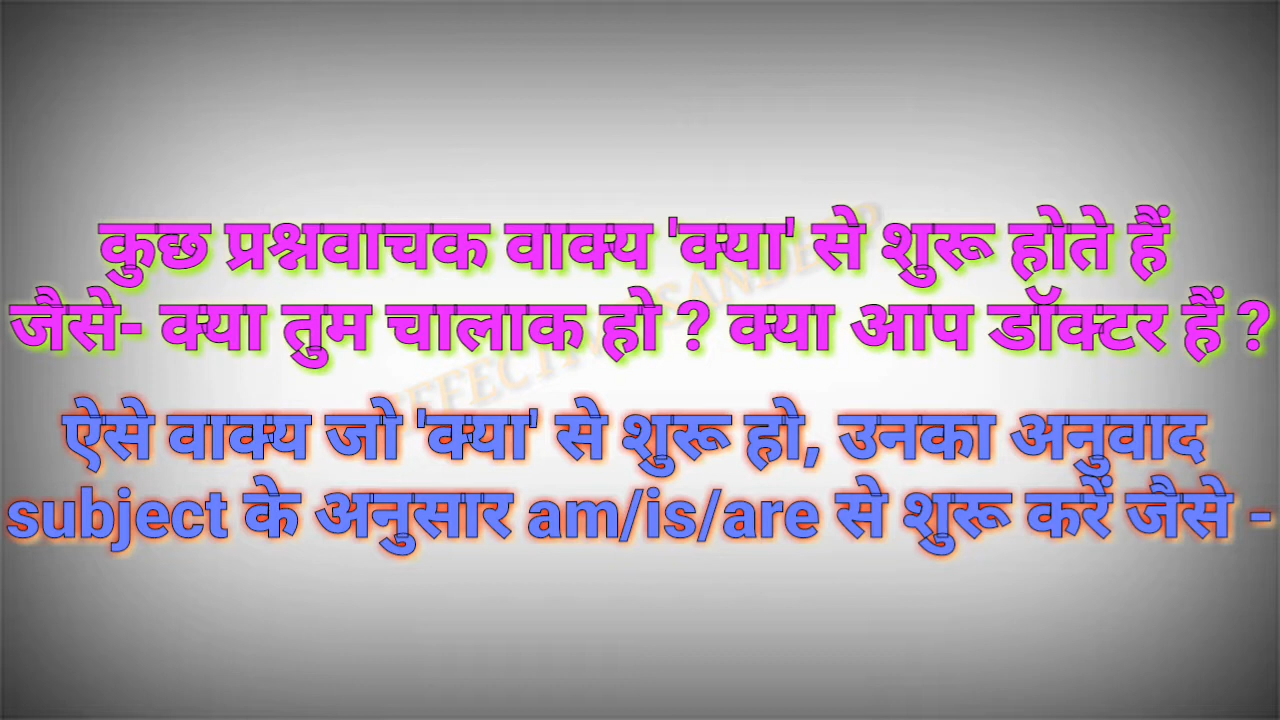 कुछ प्रश्नवाचक वाक्य 'क्या' से शुरू होते हैं
जैसे- क्या तुम चालाक हो ? क्या आप डॉक्टर हैं ?
ऐसे वाक्य जो 'क्या' से शुरू हो, उनका अनुवाद
subject के अनुसार am/is/are से शुरू करें जैसे -